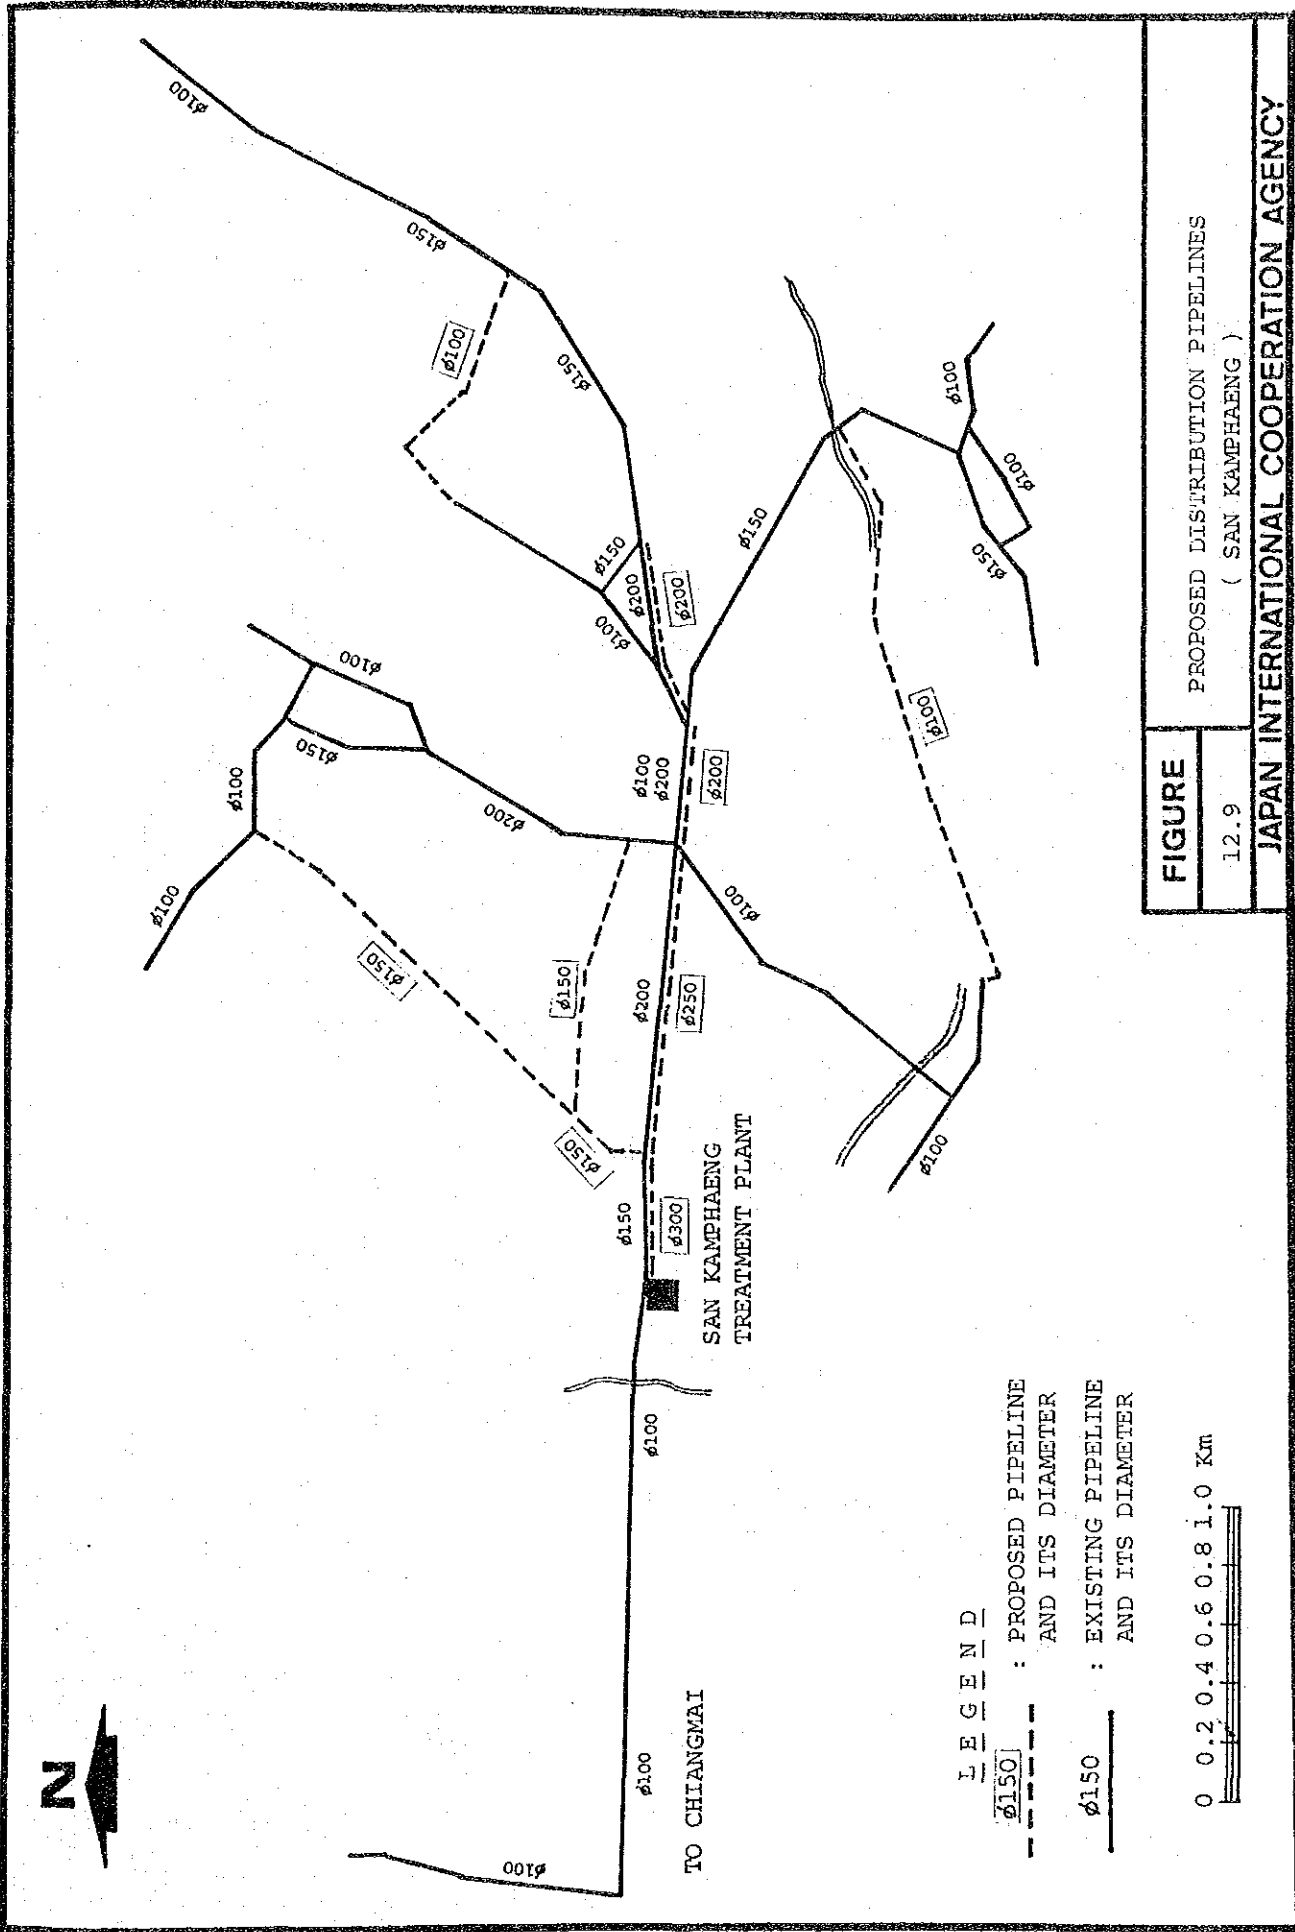 N
ø100
ø150
ø100
ø150
ø100
ø150
ø100
ø100
ø200
ø150
ø150
ø150
ø150
ø200
ø250
ø150
ø300
ø100
ø200
ø200
ø100
ø150
ø200
ø200
ø100
ø150
ø100
ø150
ø100
ø100
ø150
ø100
ø100
ø100
ø100
ø100
ø100
SAN KAMPHAENG
TREATMENT PLANT
TO CHIANGMAI
LEGEND
ø150 : PROPOSED PIPELINE
AND ITS DIAMETER
ø150 : EXISTING PIPELINE
AND ITS DIAMETER
0 0.2 0.4 0.6 0.8 1.0 Km
FIGURE
12.9
PROPOSED DISTRIBUTION PIPELINES
( SAN KAMPHAENG )
JAPAN INTERNATIONAL COOPERATION AGENCY